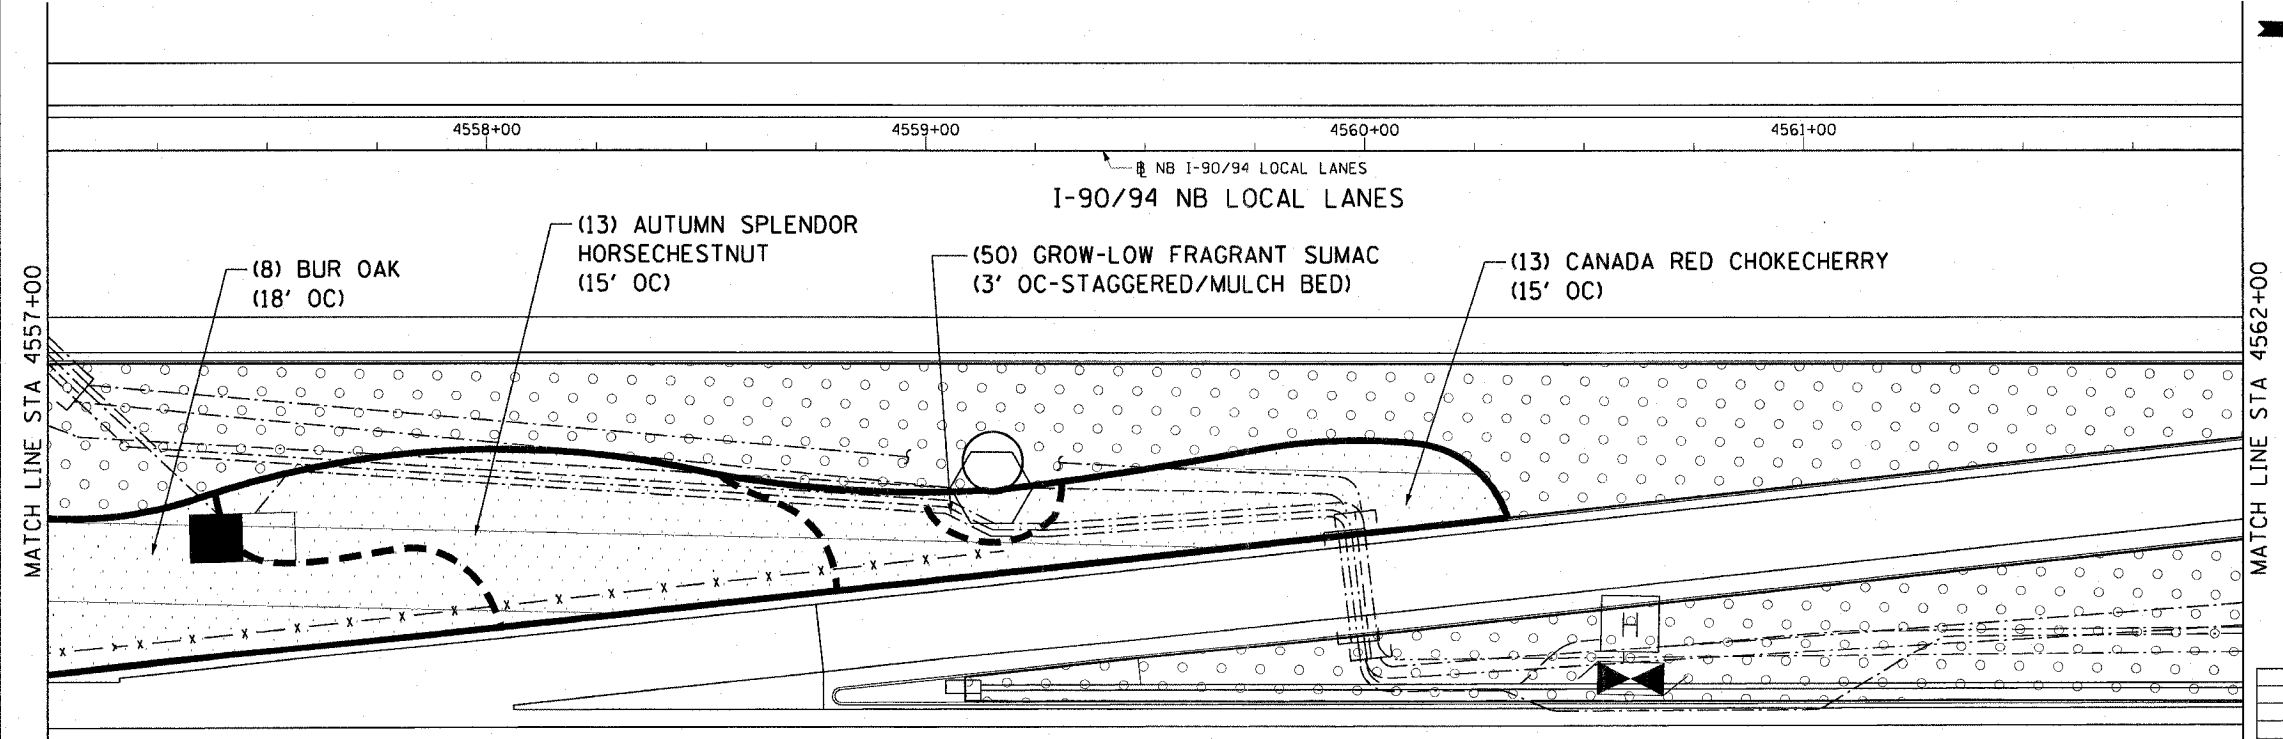 4558+00 4559+00 4560+00 4561+00
℄ NB I-90/94 LOCAL LANES
I-90/94 NB LOCAL LANES
(13) AUTUMN SPLENDOR
HORSECHESTNUT
(15' OC)
(8) BUR OAK
(18' OC)
(50) GROW-LOW FRAGRANT SUMAC
(3' OC-STAGGERED/MULCH BED)
(13) CANADA RED CHOKECHERRY
(15' OC)
MATCH LINE STA 4557+00
MATCH LINE STA 4562+00
H